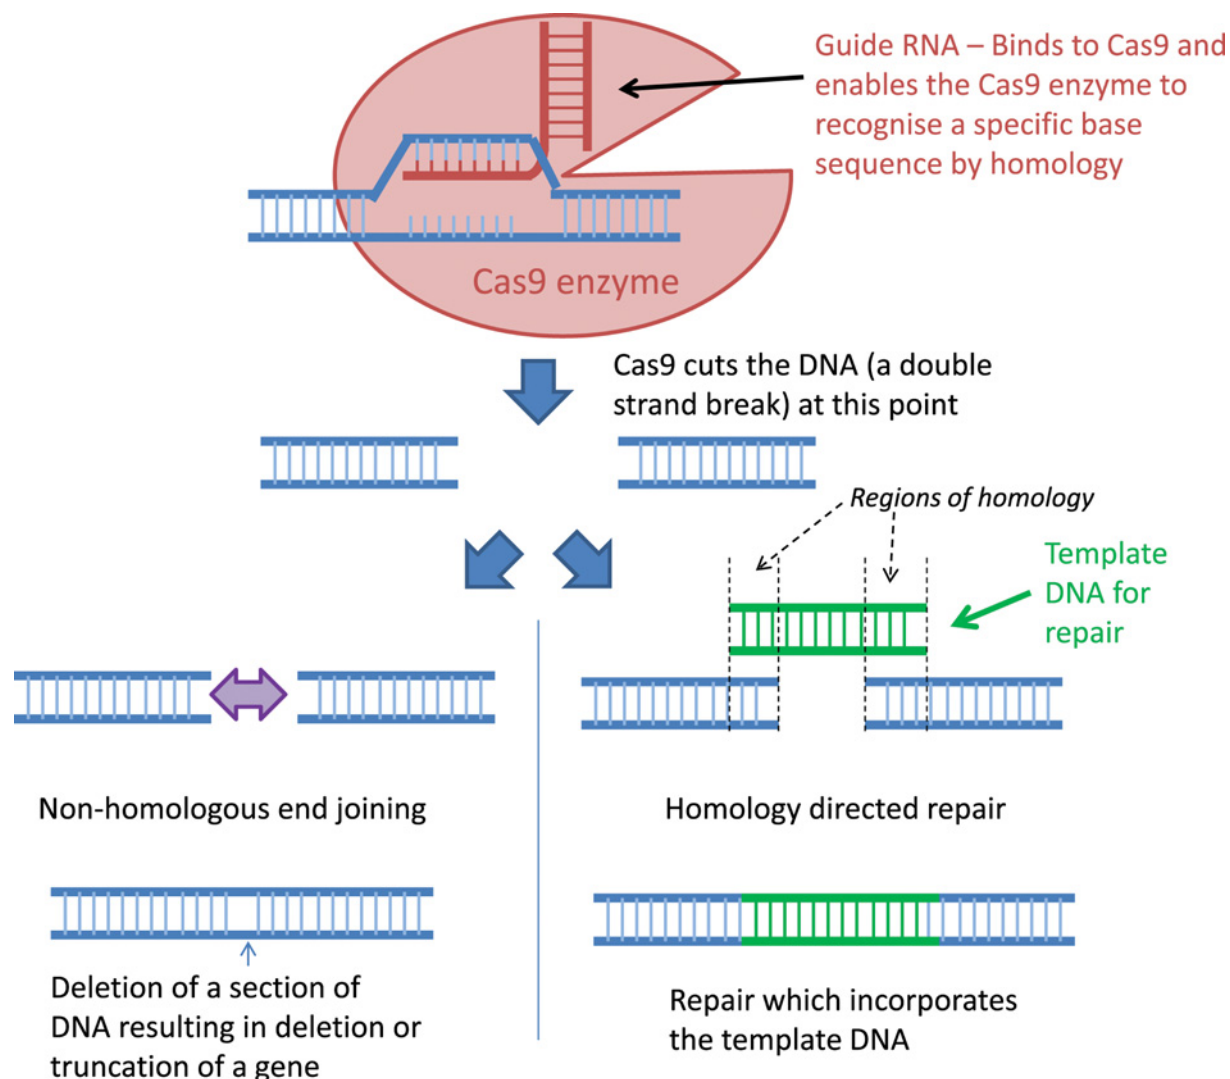 Guide RNA – Binds to Cas9 and
enables the Cas9 enzyme to
recognise a specific base
sequence by homology
Cas9 enzyme
Cas9 cuts the DNA (a double
strand break) at this point
Regions of homology
Template
DNA for
repair
Non-homologous end joining
Homology directed repair
Deletion of a section of
DNA resulting in deletion or
truncation of a gene
Repair which incorporates
the template DNA